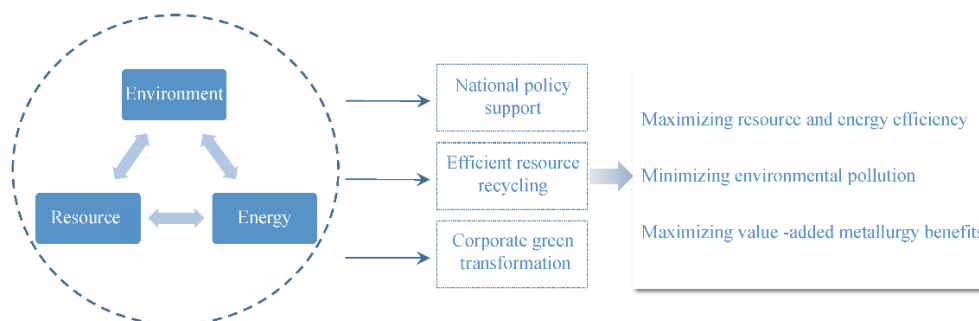 Environment
Resource
Energy
National policy
support
Efficient resource
recycling
Corporate green
transformation
Maximizing resource and energy efficiency
Minimizing environmental pollution
Maximizing value -added metallurgy benefits